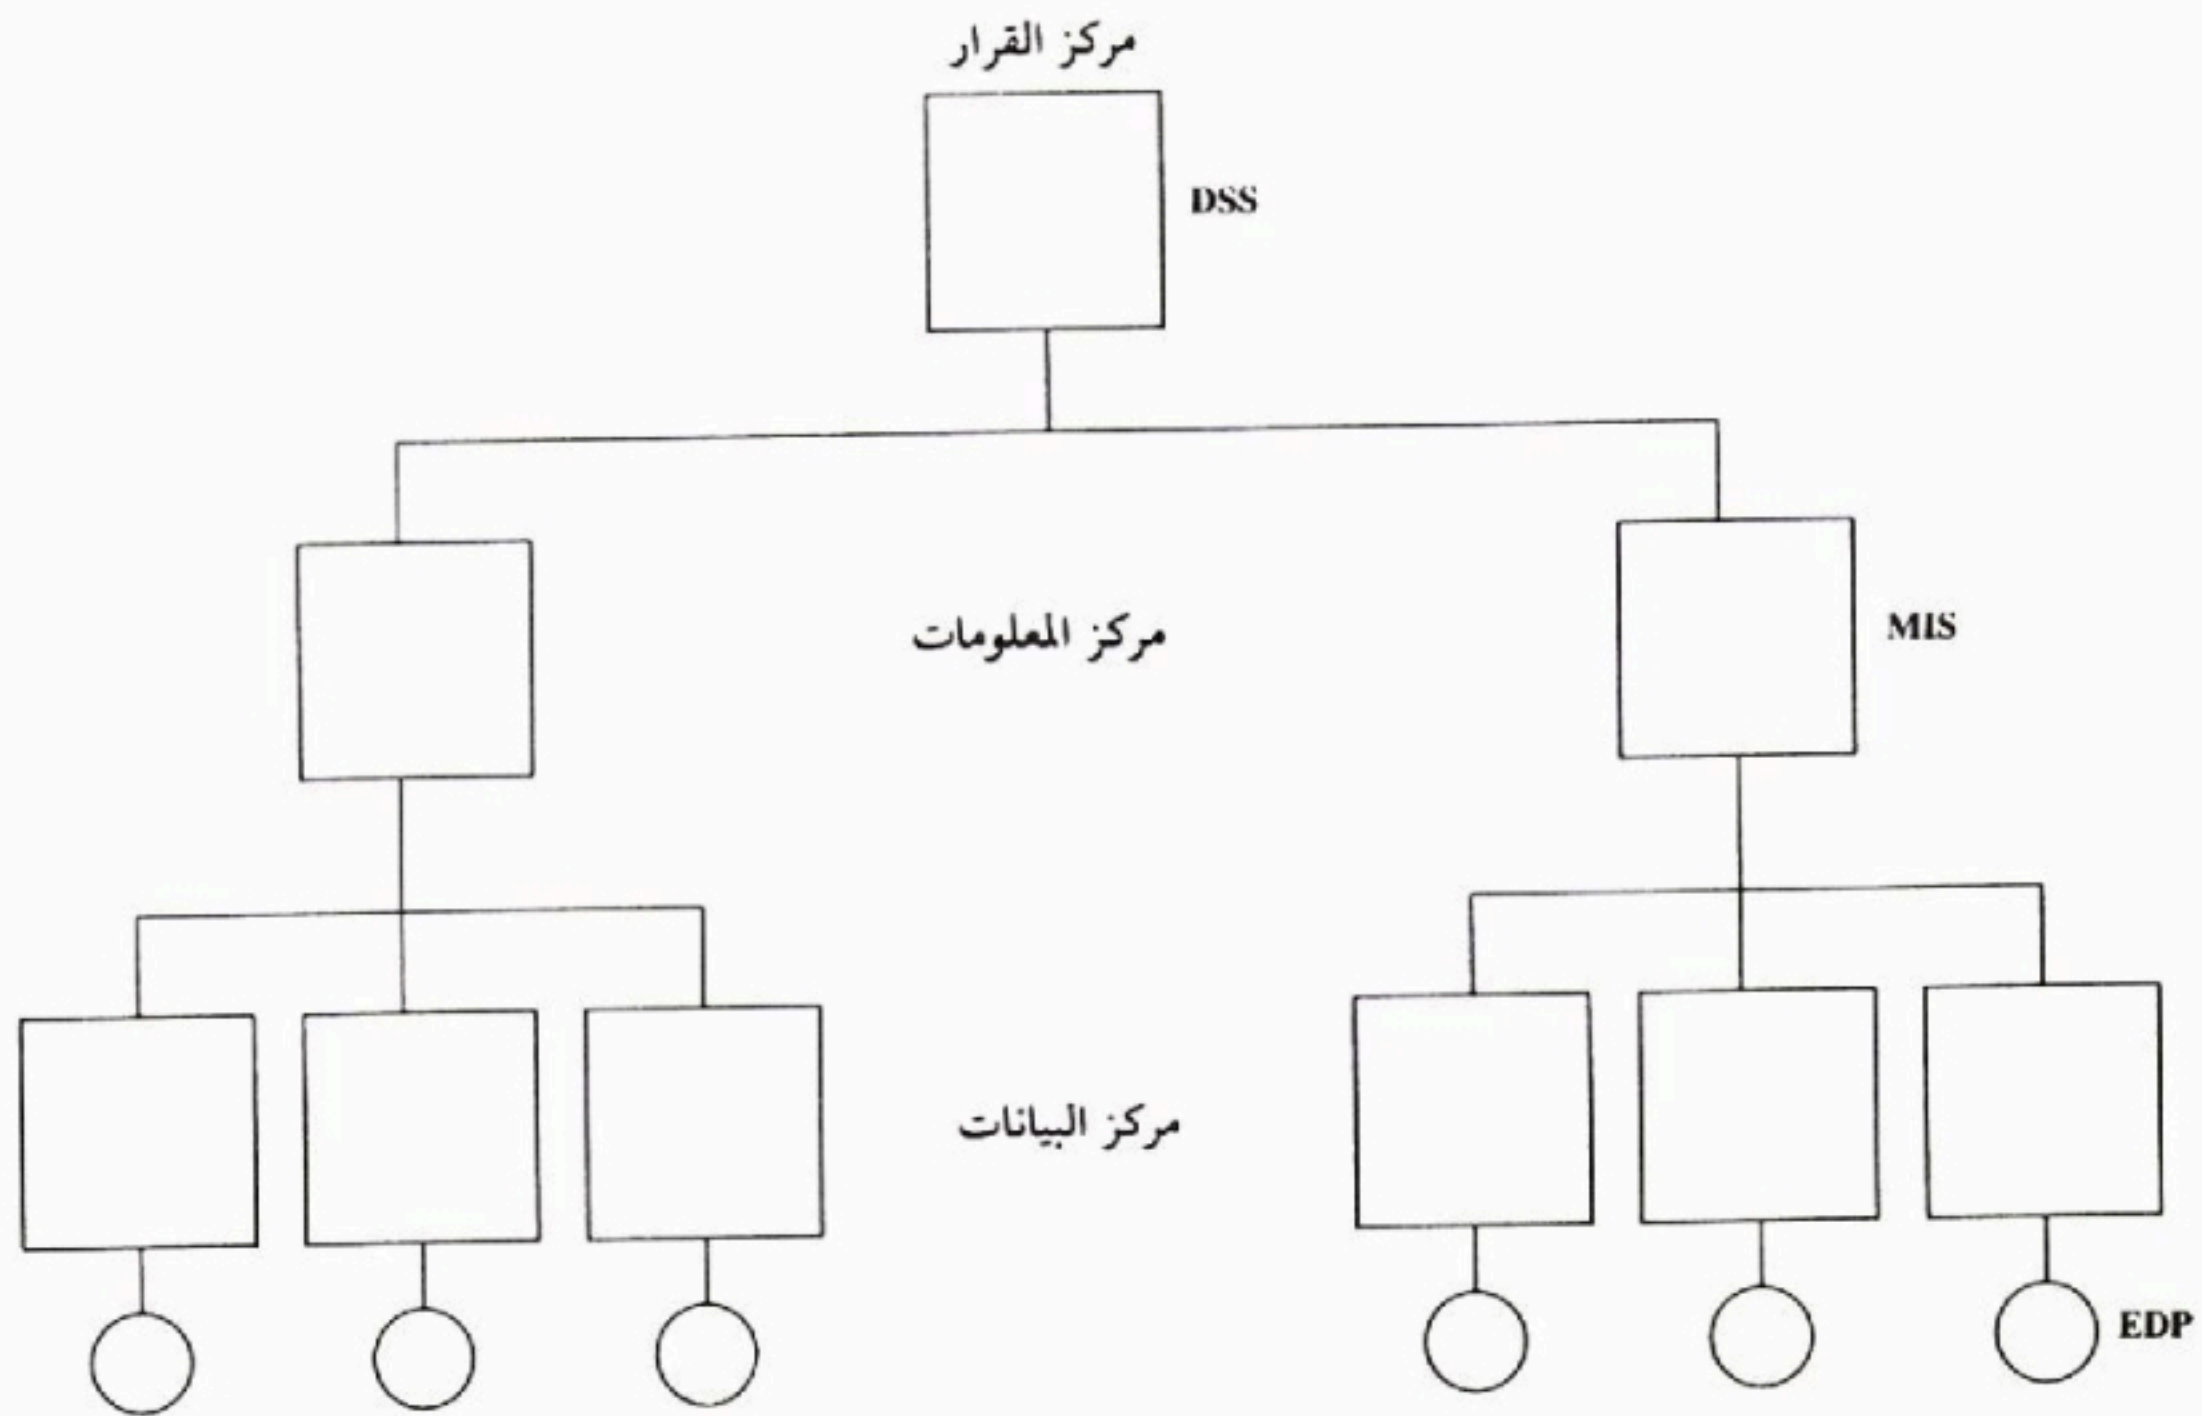 مركز القرار
DSS
مركز المعلومات
MIS
مركز البيانات
EDP